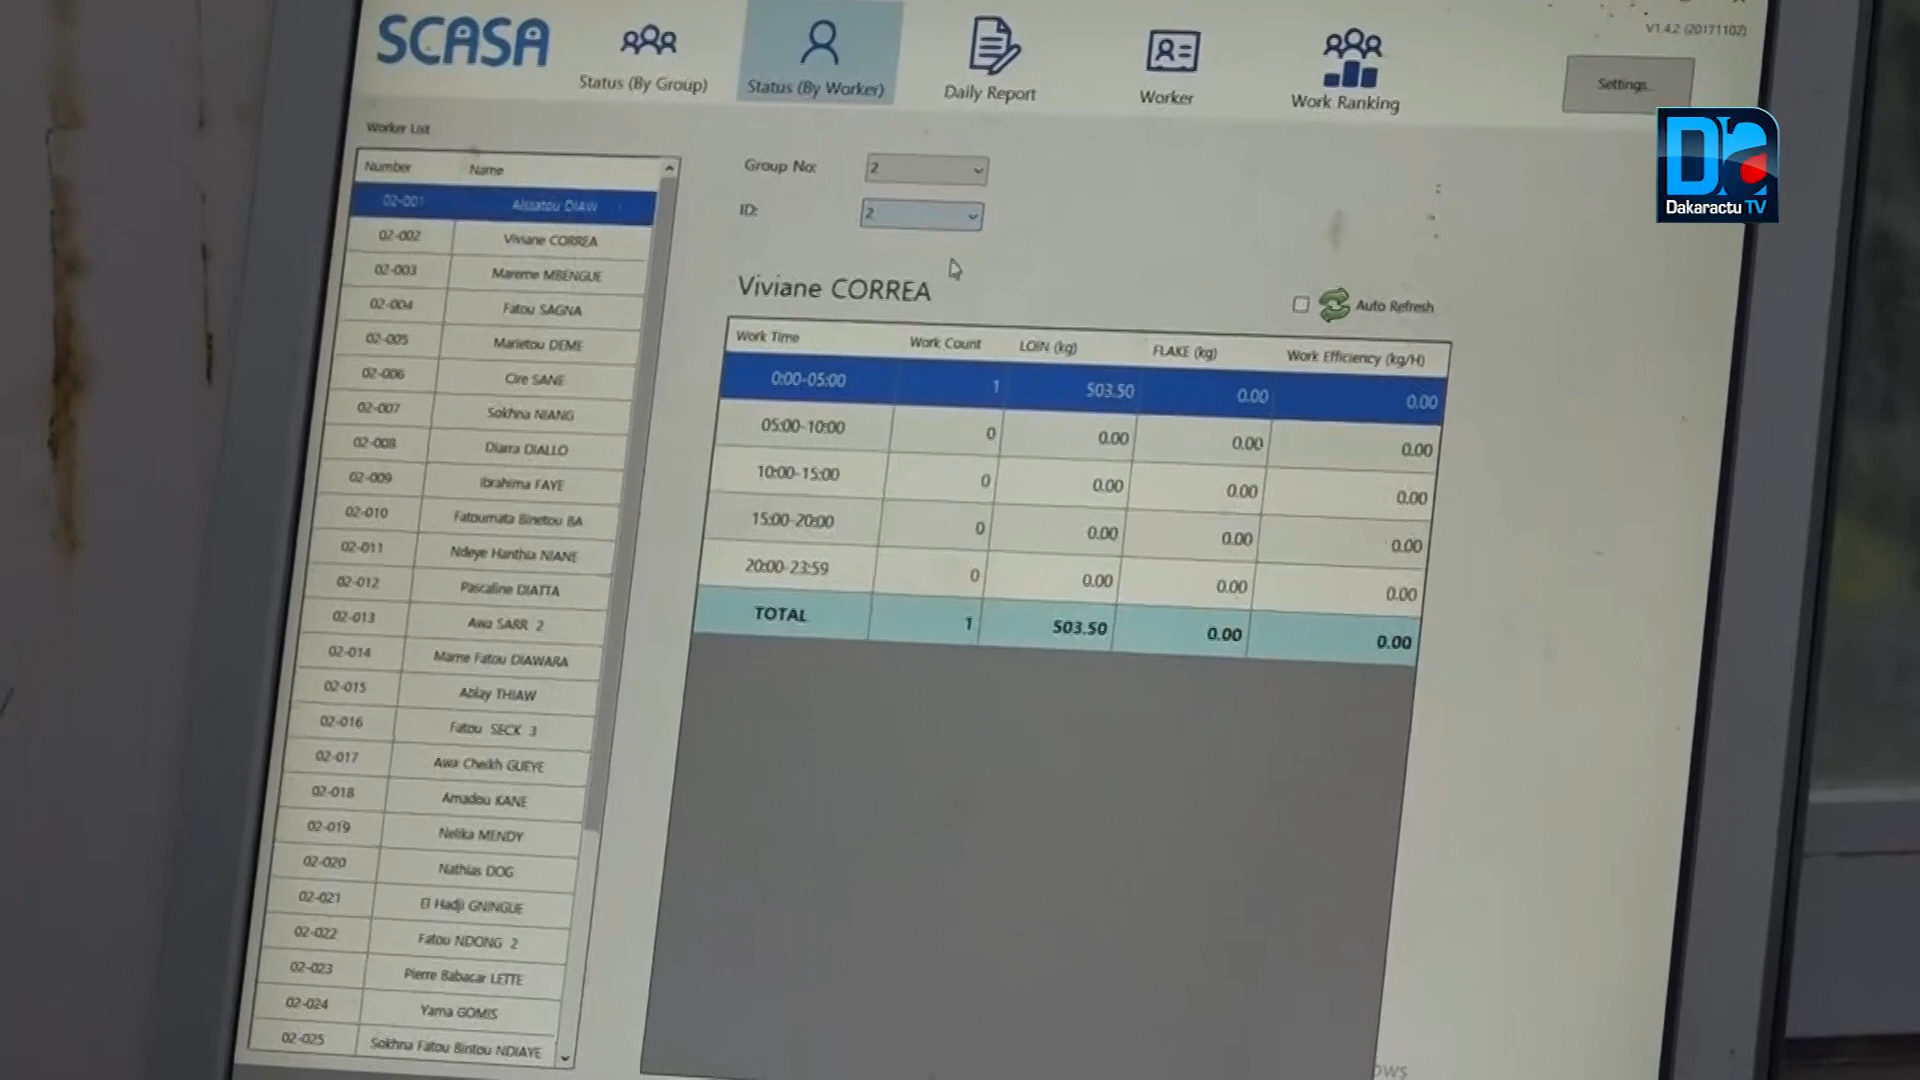 SCASA
Status (By Group)
Status (By Worker)
Daily Report
Worker
Work Ranking
V1.4.2 (20171102)
Settings...
Dakaractu TV
Worker List
Number Name
02-001 Aissatou DIAW
02-002 Viviane CORREA
02-003 Mareme MBENGUE
02-004 Fatou SAGNA
02-005 Marietou DEME
02-006 Cire SANE
02-007 Sokhna NIANG
02-008 Diarra DIALLO
02-009 Ibrahima FAYE
02-010 Fatoumata Binetou BA
02-011 Ndeye Hanthia NIANE
02-012 Pascaline DIATTA
02-013 Awa SARR 2
02-014 Mame Fatou DIAWARA
02-015 Ablay THIAW
02-016 Fatou SECK 3
02-017 Awa Cheikh GUEYE
02-018 Amadou KANE
02-019 Nelika MENDY
02-020 Nathias DOG
02-021 El Hadji GNINGUE
02-022 Fatou NDONG 2
02-023 Pierre Babacar LETTE
02-024 Yama GOMIS
02-025 Sokhna Fatou Bintou NDIAYE
Group No: 2
ID: 2
Viviane CORREA
Auto Refresh
Work Time Work Count LOIN (kg) FLAKE (kg) Work Efficiency (kg/H)
0:00-05:00 1 503.50 0.00 0.00
05:00-10:00 0 0.00 0.00 0.00
10:00-15:00 0 0.00 0.00 0.00
15:00-20:00 0 0.00 0.00 0.00
20:00-23:59 0 0.00 0.00 0.00
TOTAL 1 503.50 0.00 0.00